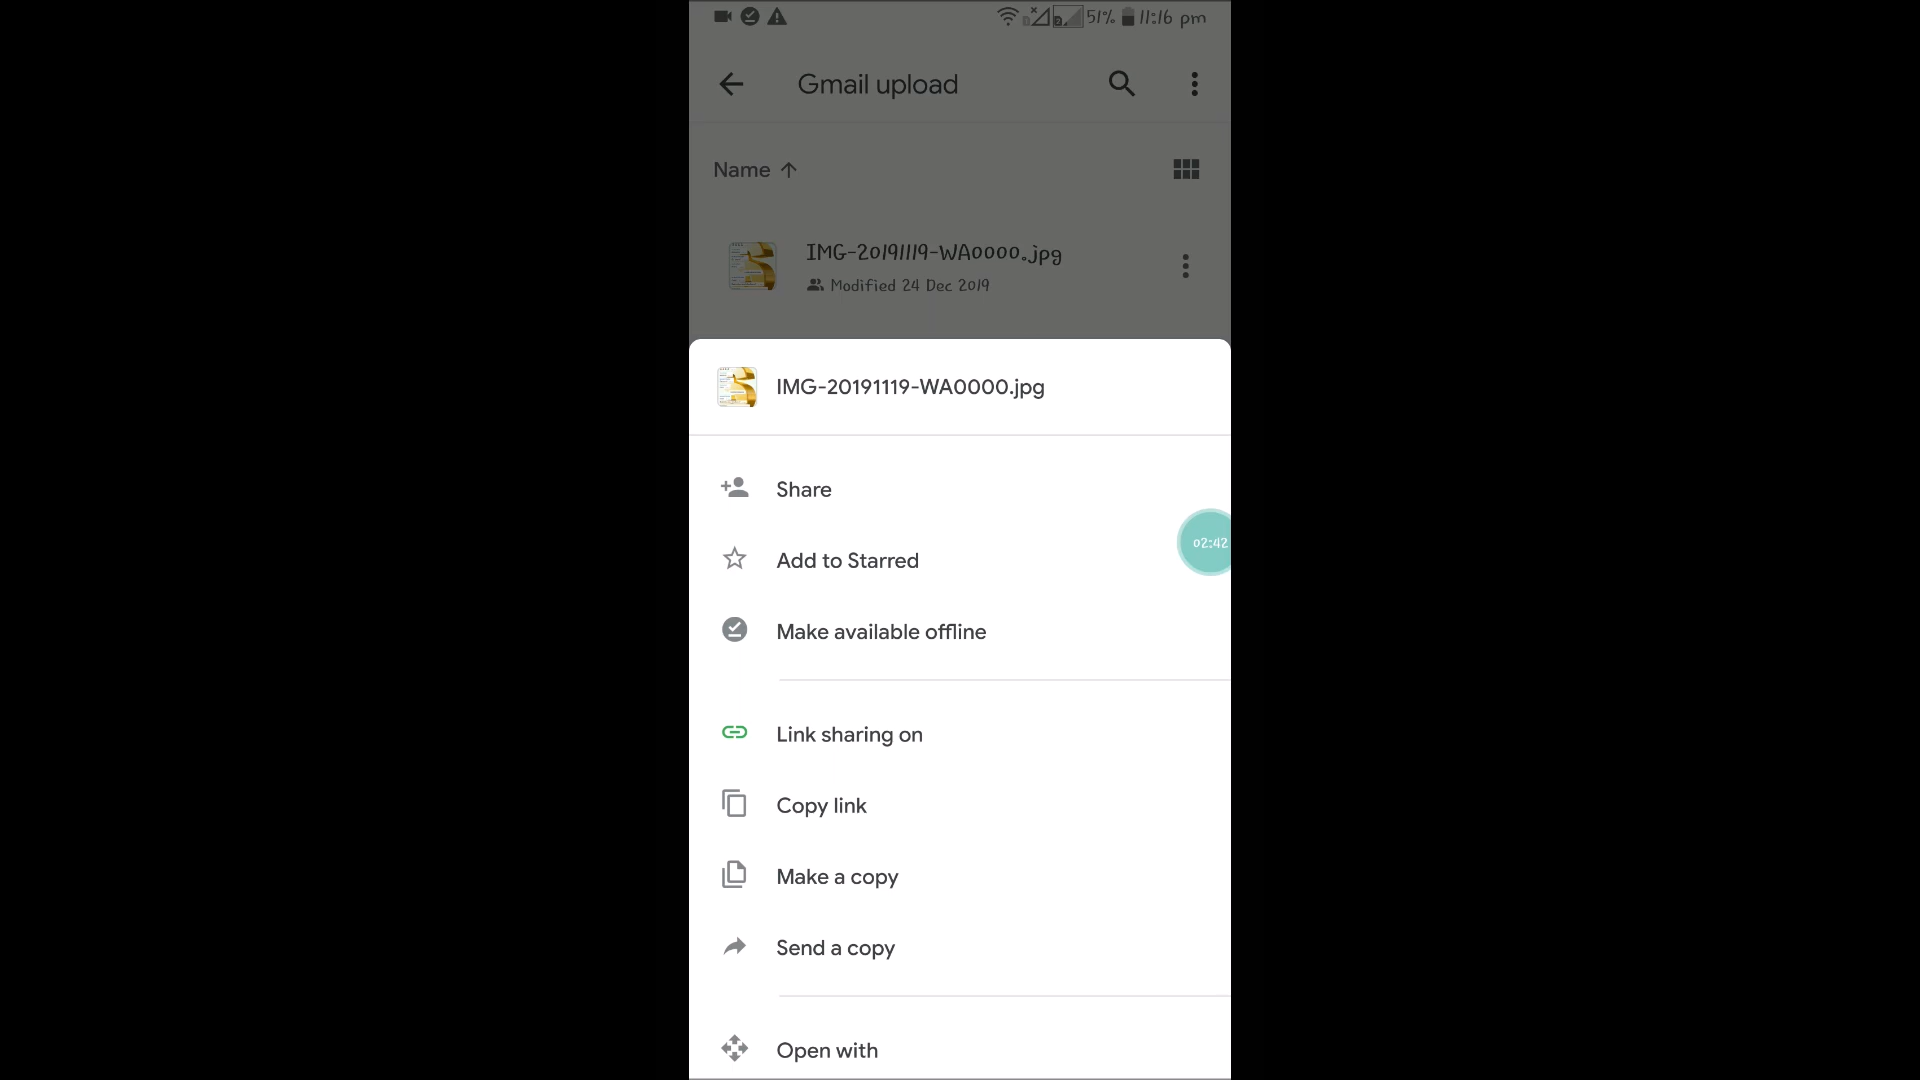 51% 11:16 pm
Gmail upload
Name
IMG-20191119-WA0000.jpg
Modified 24 Dec 2019
IMG-20191119-WA0000.jpg
Share
Add to Starred
02:42
Make available offline
Link sharing on
Copy link
Make a copy
Send a copy
Open with